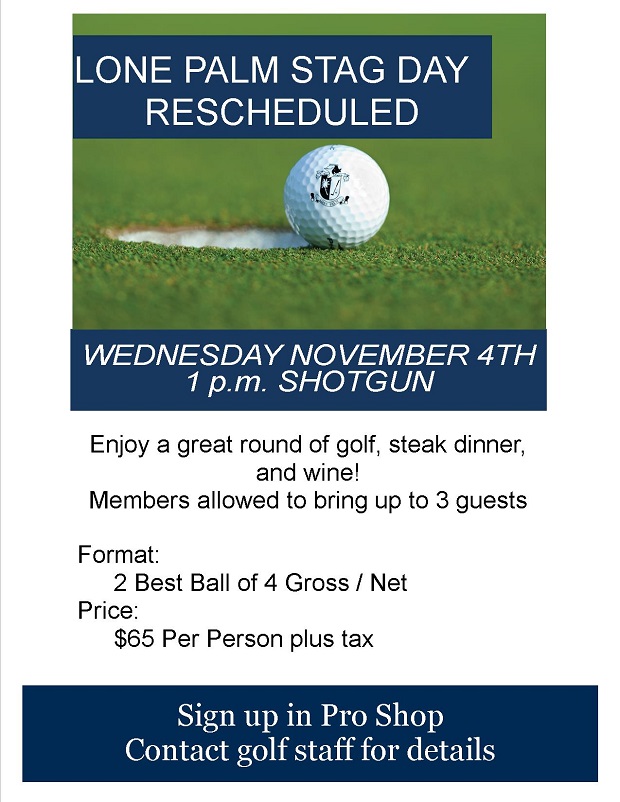 LONE PALM STAG DAY
RESCHEDULED
WEDNESDAY NOVEMBER 4TH
1 p.m. SHOTGUN
Enjoy a great round of golf, steak dinner,
and wine!
Members allowed to bring up to 3 guests
Format:
2 Best Ball of 4 Gross / Net
Price:
$65 Per Person plus tax
Sign up in Pro Shop
Contact golf staff for details